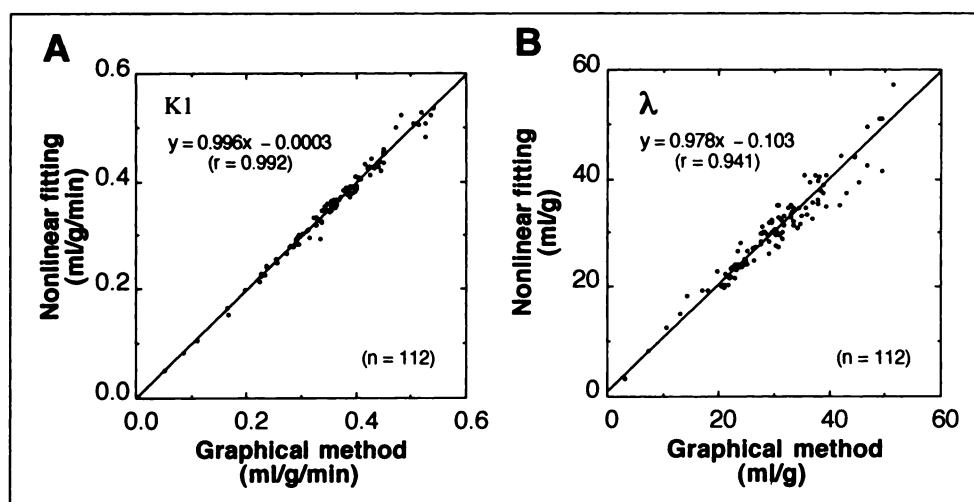 A
0.6
K1
y = 0.996x − 0.0003
(r = 0.992)
0.4
Nonlinear fitting
(ml/g/min)
0.2
(n = 112)
0.0
0.0 0.2 0.4 0.6
Graphical method
(ml/g/min)
B
60
λ
y = 0.978x − 0.103
(r = 0.941)
40
Nonlinear fitting
(ml/g)
20
(n = 112)
0
0 20 40 60
Graphical method
(ml/g)